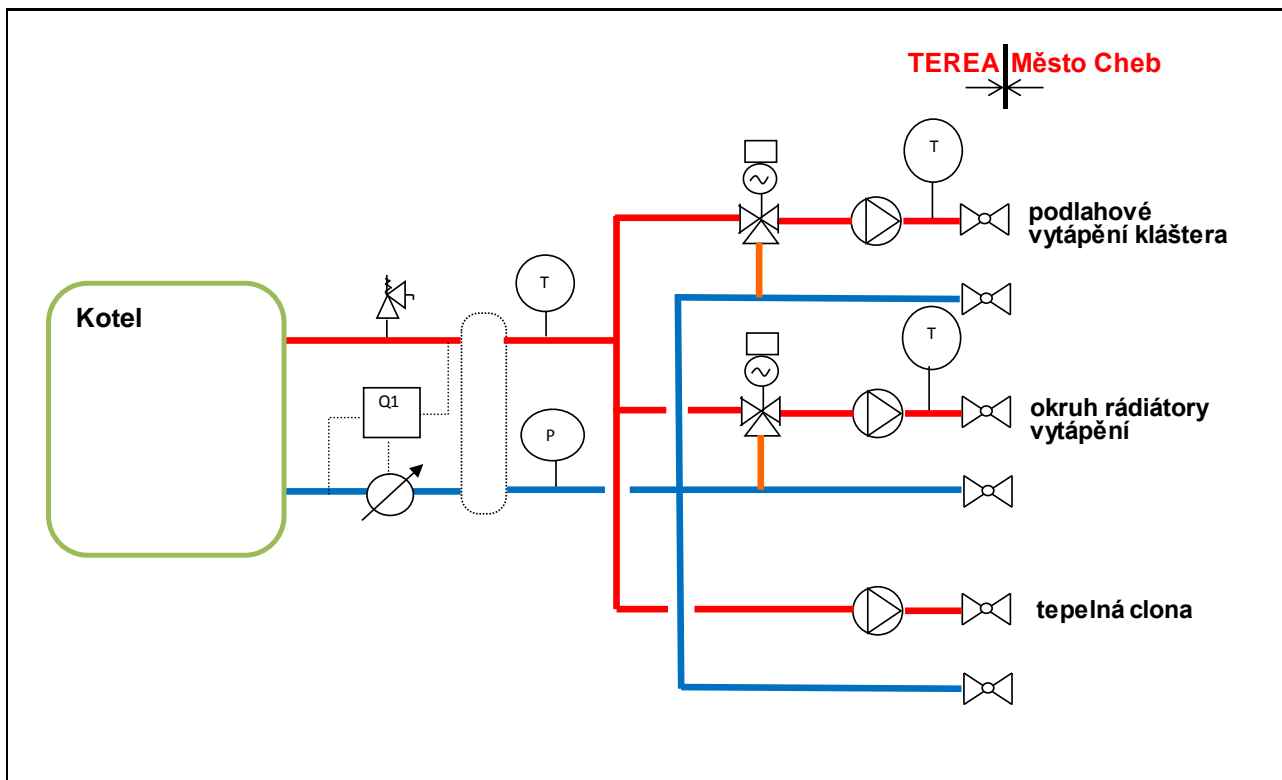 TEREA Město Cheb
T
podlahové
vytápění kláštera
Kotel
T
T
Q1
okruh rádiátory
vytápění
P
tepelná clona